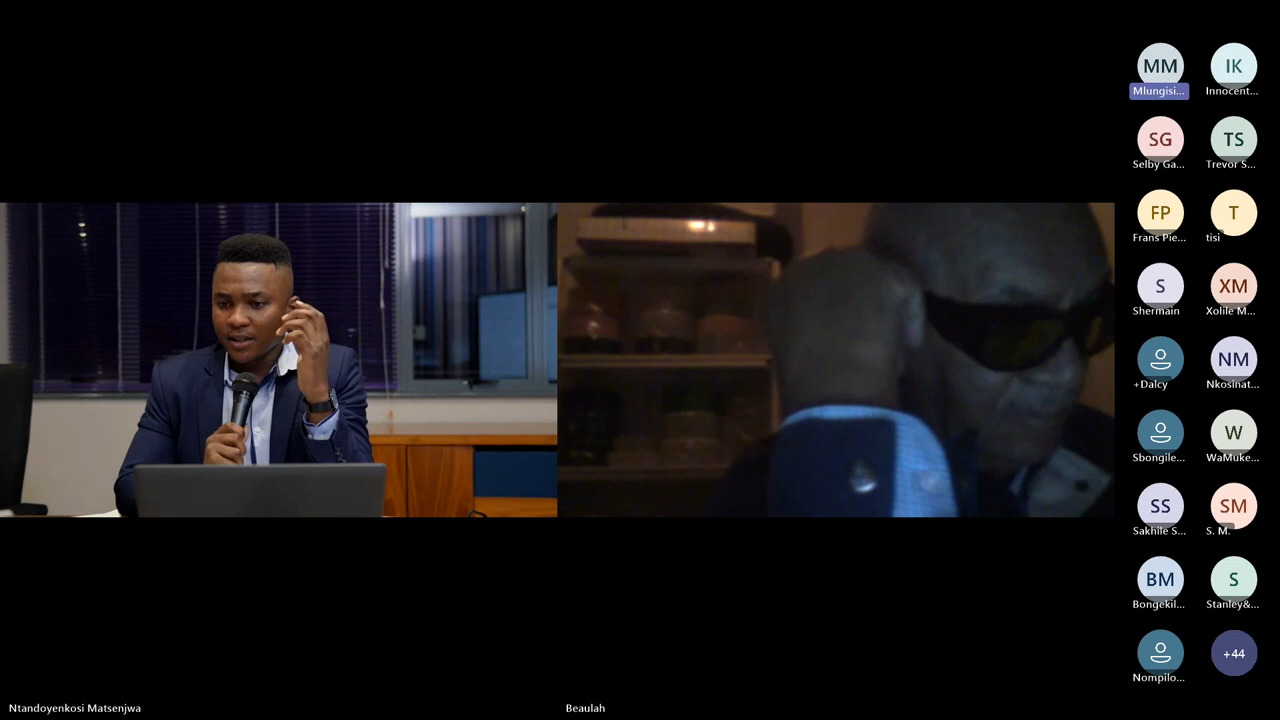 MM
IK
Mlungisi...
Innocent...
SG
TS
Selby Ga...
Trevor S...
FP
T
Frans Pie...
tisi
S
XM
Shermain
Xolile M...
NM
+Dalcy
Nkosinat...
W
Sbongile...
WaMuke...
SS
SM
Sakhile S...
S. M.
BM
S
Bongekil...
Stanley&...
+44
Nompilo...
Ntandoyenkosi Matsenjwa
Beaulah